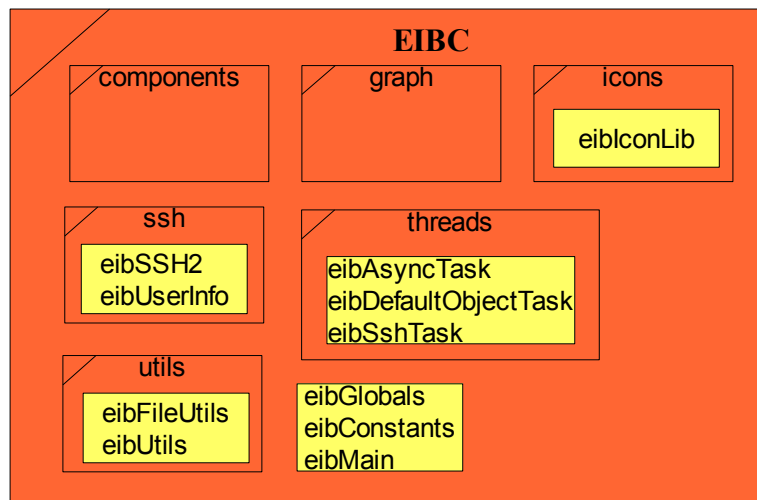 EIBC
components
graph
icons
eibIconLib
ssh
eibSSH2
eibUserInfo
threads
eibAsyncTask
eibDefaultObjectTask
eibSshTask
utils
eibFileUtils
eibUtils
eibGlobals
eibConstants
eibMain